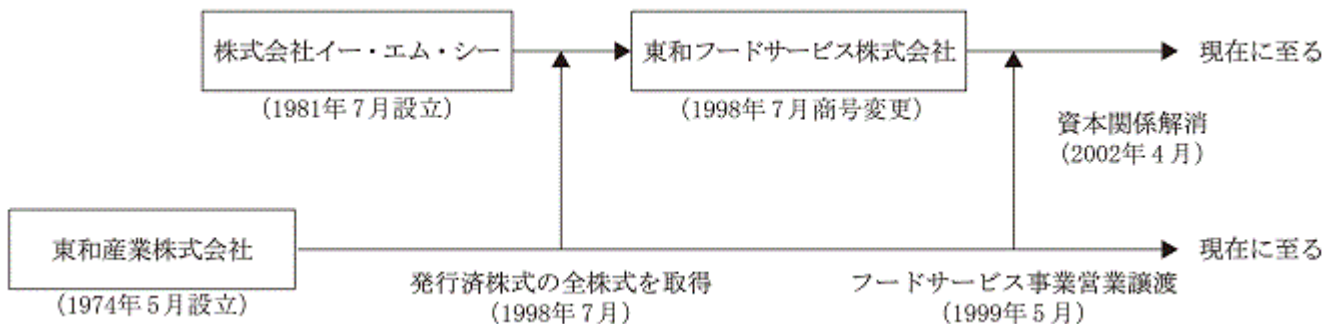 株式会社イー・エム・シー
東和フードサービス株式会社
現在に至る
(1981年7月設立)
(1998年7月商号変更)
資本関係解消
(2002年4月)
東和産業株式会社
現在に至る
(1974年5月設立)
発行済株式の全株式を取得
(1998年7月)
フードサービス事業営業譲渡
(1999年5月)